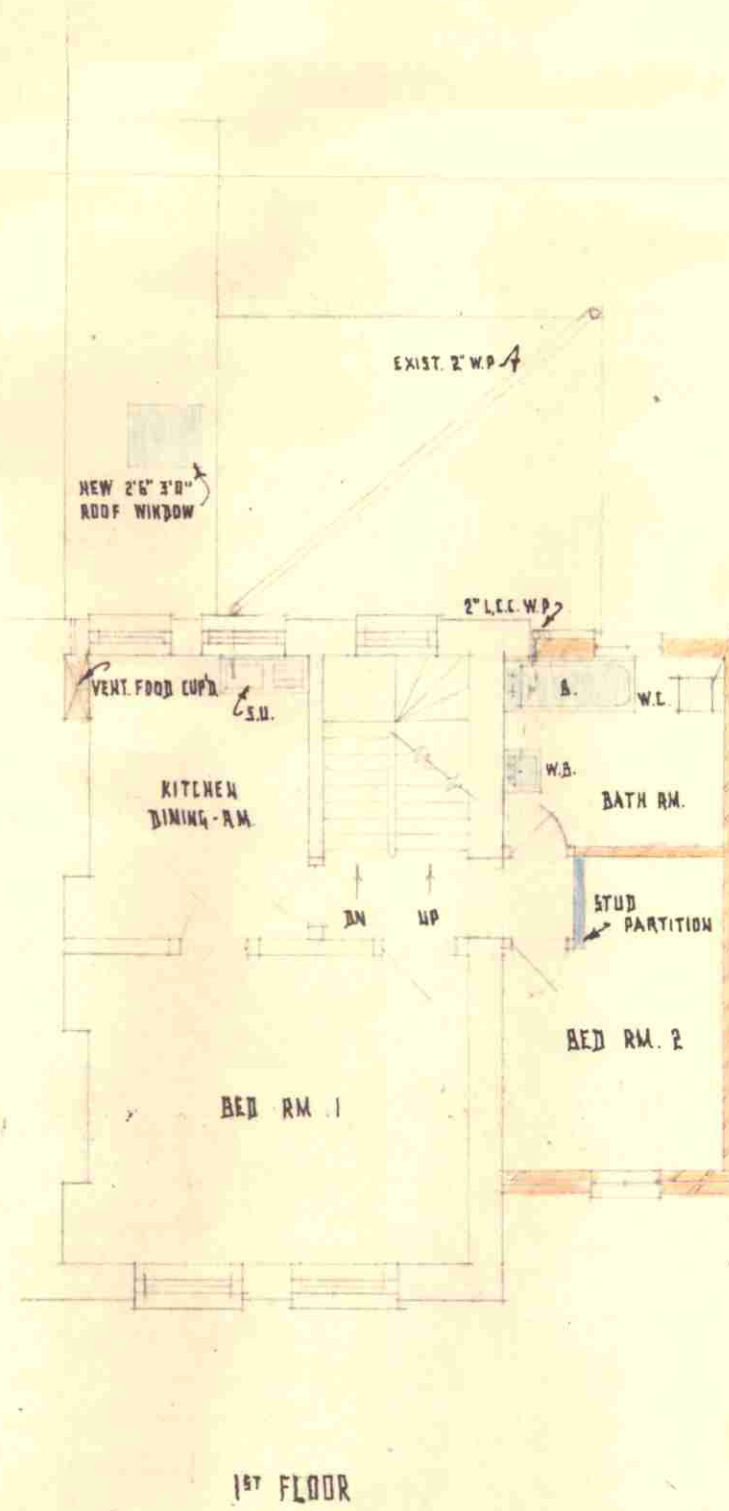 EXIST. 2" W.P
NEW 2'6" 3'0"
ROOF WINDOW
2" L.C.C. W.P
VENT. FOOD CUP'D.
S.U.
B.
W.C.
W.B.
KITCHEN
DINING-RM.
BATH RM.
DN
UP
STUD
PARTITION
BED RM. 2
BED RM. 1
1ST FLOOR